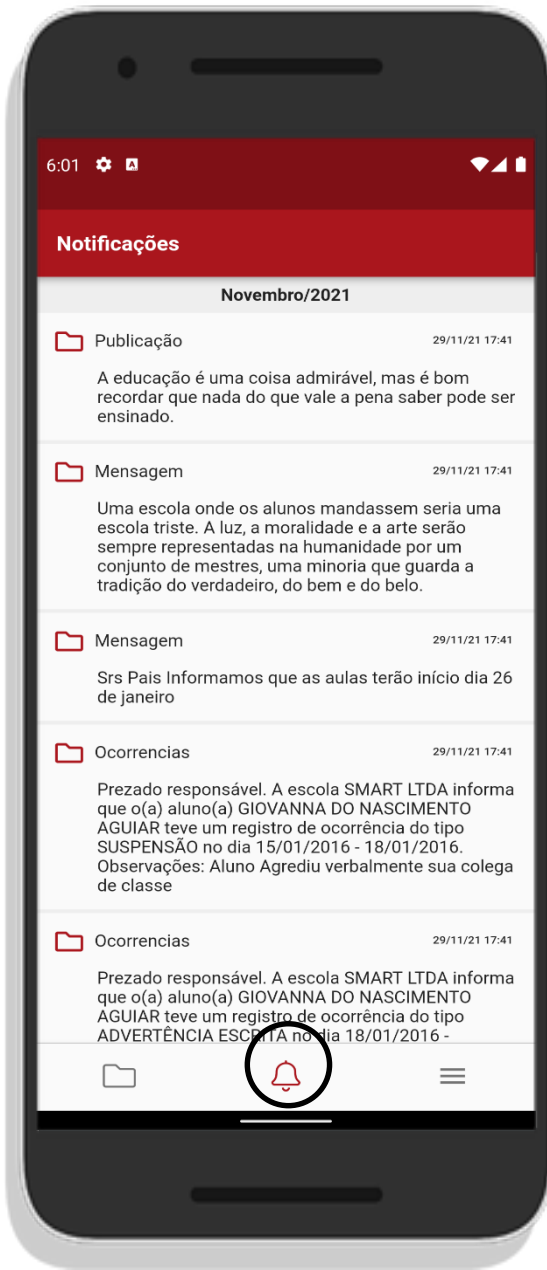 6:01
Notificações
Novembro/2021
Publicação 29/11/21 17:41
A educação é uma coisa admirável, mas é bom
recordar que nada do que vale a pena saber pode ser
ensinado.
Mensagem 29/11/21 17:41
Uma escola onde os alunos mandassem seria uma
escola triste. A luz, a moralidade e a arte serão
sempre representadas na humanidade por um
conjunto de mestres, uma minoria que guarda a
tradição do verdadeiro, do bem e do belo.
Mensagem 29/11/21 17:41
Srs Pais Informamos que as aulas terão início dia 26
de janeiro
Ocorrencias 29/11/21 17:41
Prezado responsável. A escola SMART LTDA informa
que o(a) aluno(a) GIOVANNA DO NASCIMENTO
AGUIAR teve um registro de ocorrência do tipo
SUSPENSÃO no dia 15/01/2016 - 18/01/2016.
Observações: Aluno Agrediu verbalmente sua colega
de classe
Ocorrencias 29/11/21 17:41
Prezado responsável. A escola SMART LTDA informa
que o(a) aluno(a) GIOVANNA DO NASCIMENTO
AGUIAR teve um registro de ocorrência do tipo
ADVERTÊNCIA ESCRITA no dia 18/01/2016 -